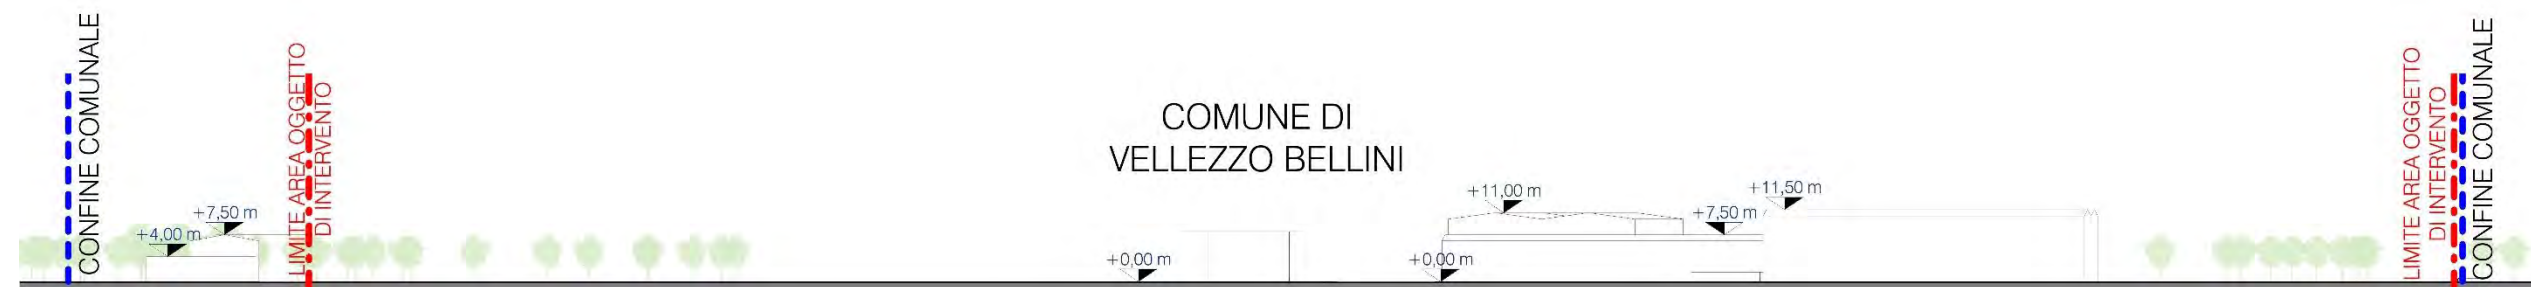 CONFINE COMUNALE
+4,00 m
+7,50 m
LIMITE AREA OGGETTO
DI INTERVENTO
COMUNE DI
VELLEZZO BELLINI
+0,00 m
+0,00 m
+11,00 m
+7,50 m
+11,50 m
LIMITE AREA OGGETTO
DI INTERVENTO
CONFINE COMUNALE